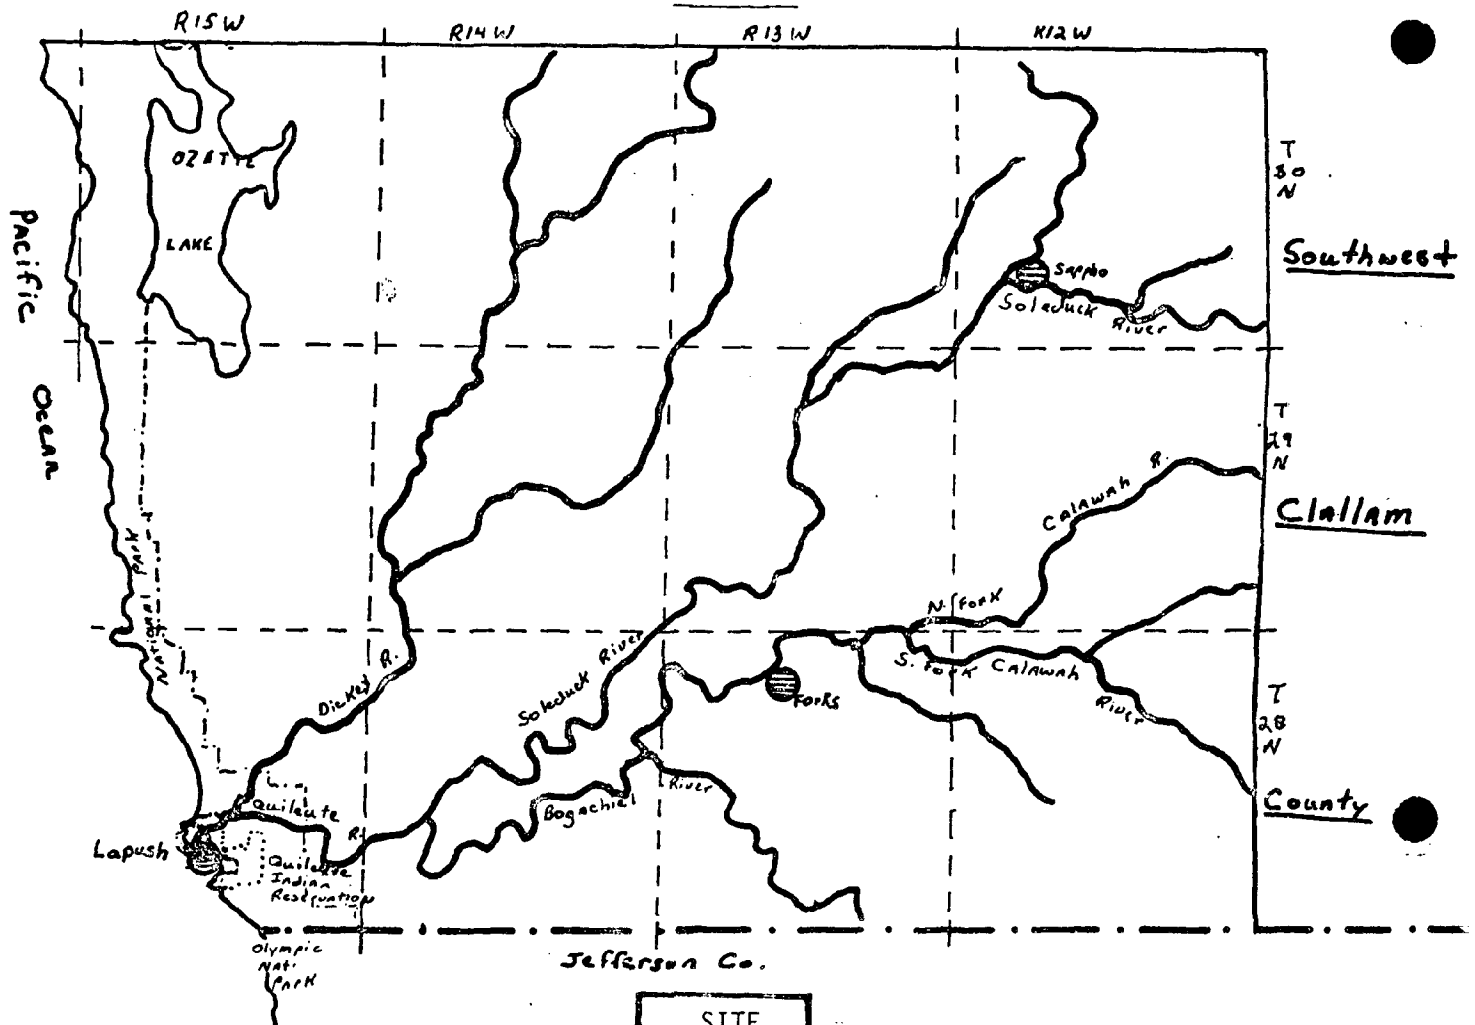 R15W
R14W
R13W
R12W
OZETTE
LAKE
Pacific
Ocean
T
30
N
Southwest
Sappho
Soleduck
River
T
29
N
Calawah R.
Clallam
National Park
N. Fork
S. Fork
Calawah
River
Dickey R.
Soleduck River
Forks
T
28
N
County
Quileute
R.
Bogachiel
River
Lapush
Quileute
Indian
Reservation
Olympic
Nat.
Park
Jefferson Co.
SITE